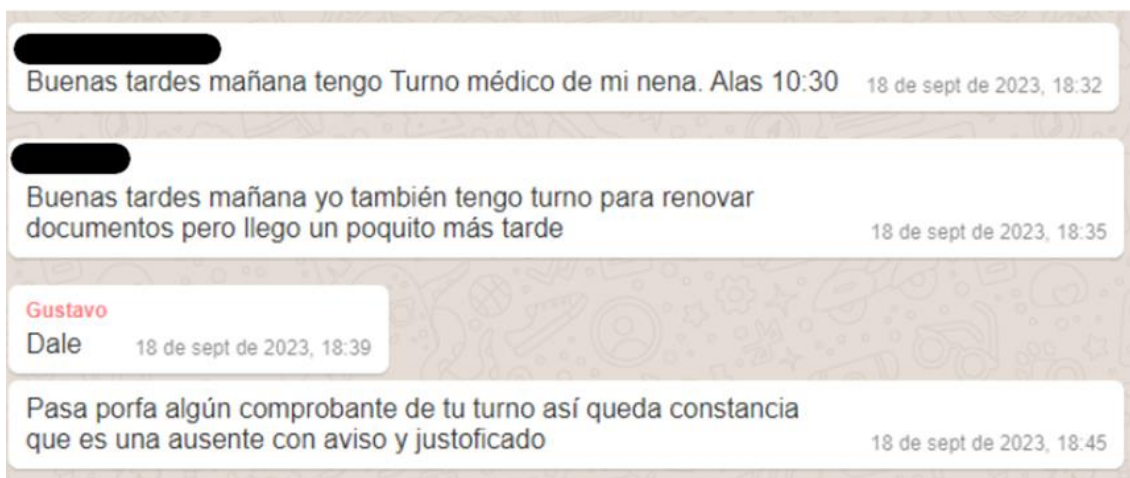 Buenas tardes mañana tengo Turno médico de mi nena. Alas 10:30 18 de sept de 2023, 18:32
Buenas tardes mañana yo también tengo turno para renovar
documentos pero llego un poquito más tarde 18 de sept de 2023, 18:35
Gustavo
Dale 18 de sept de 2023, 18:39
Pasa porfa algún comprobante de tu turno así queda constancia
que es una ausente con aviso y justoficado 18 de sept de 2023, 18:45